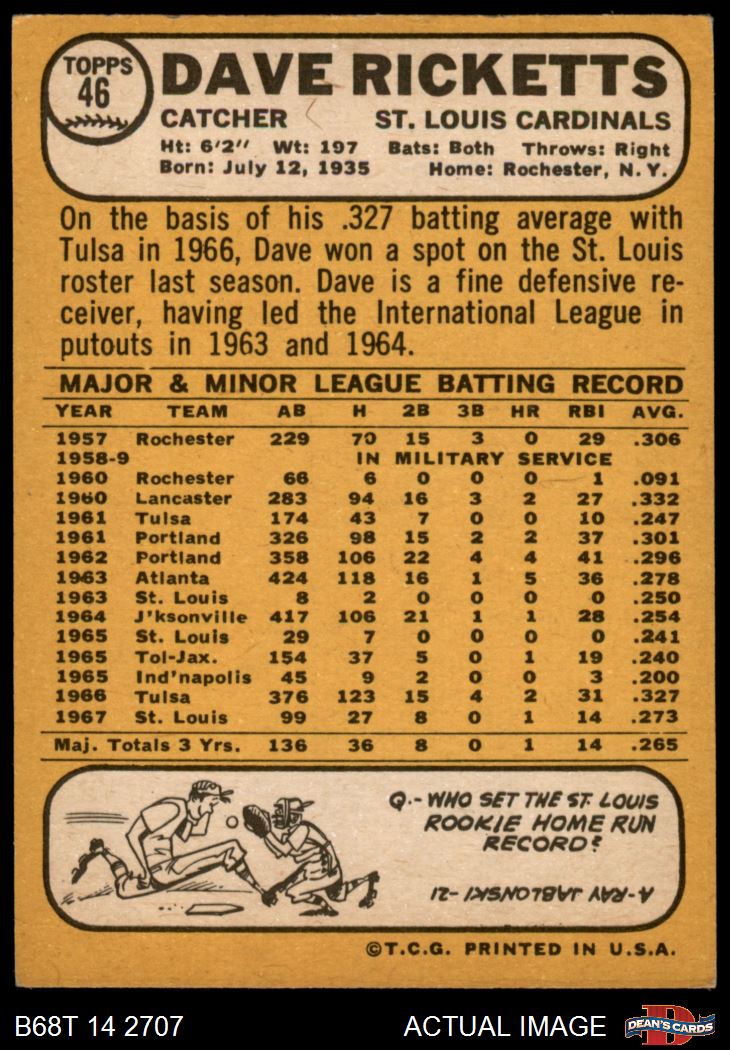 TOPPS
46
DAVE RICKETTS
CATCHER ST. LOUIS CARDINALS
Ht: 6'2" Wt: 197 Bats: Both Throws: Right
Born: July 12, 1935 Home: Rochester, N. Y.
On the basis of his .327 batting average with
Tulsa in 1966, Dave won a spot on the St. Louis
roster last season. Dave is a fine defensive re-
ceiver, having led the International League in
putouts in 1963 and 1964.
MAJOR & MINOR LEAGUE BATTING RECORD
YEAR TEAM AB H 2B 3B HR RBI AVG.
1957 Rochester 229 70 15 3 0 29 .306
1958-9 IN MILITARY SERVICE
1960 Rochester 66 6 0 0 0 1 .091
1960 Lancaster 283 94 16 3 2 27 .332
1961 Tulsa 174 43 7 0 0 10 .247
1961 Portland 326 98 15 2 2 37 .301
1962 Portland 358 106 22 4 4 41 .296
1963 Atlanta 424 118 16 1 5 36 .278
1963 St. Louis 8 2 0 0 0 0 .250
1964 J'ksonville 417 106 21 1 1 28 .254
1965 St. Louis 29 7 0 0 0 0 .241
1965 Tol-Jax. 154 37 5 0 1 19 .240
1965 Ind'napolis 45 9 2 0 0 3 .200
1966 Tulsa 376 123 15 4 2 31 .327
1967 St. Louis 99 27 8 0 1 14 .273
Maj. Totals 3 Yrs. 136 36 8 0 1 14 .265
Q.- WHO SET THE ST. LOUIS
ROOKIE HOME RUN
RECORD?
A-RAY JABLONSKI -21
©T.C.G. PRINTED IN U.S.A.
B68T 14 2707 ACTUAL IMAGE D DEAN'S CARDS